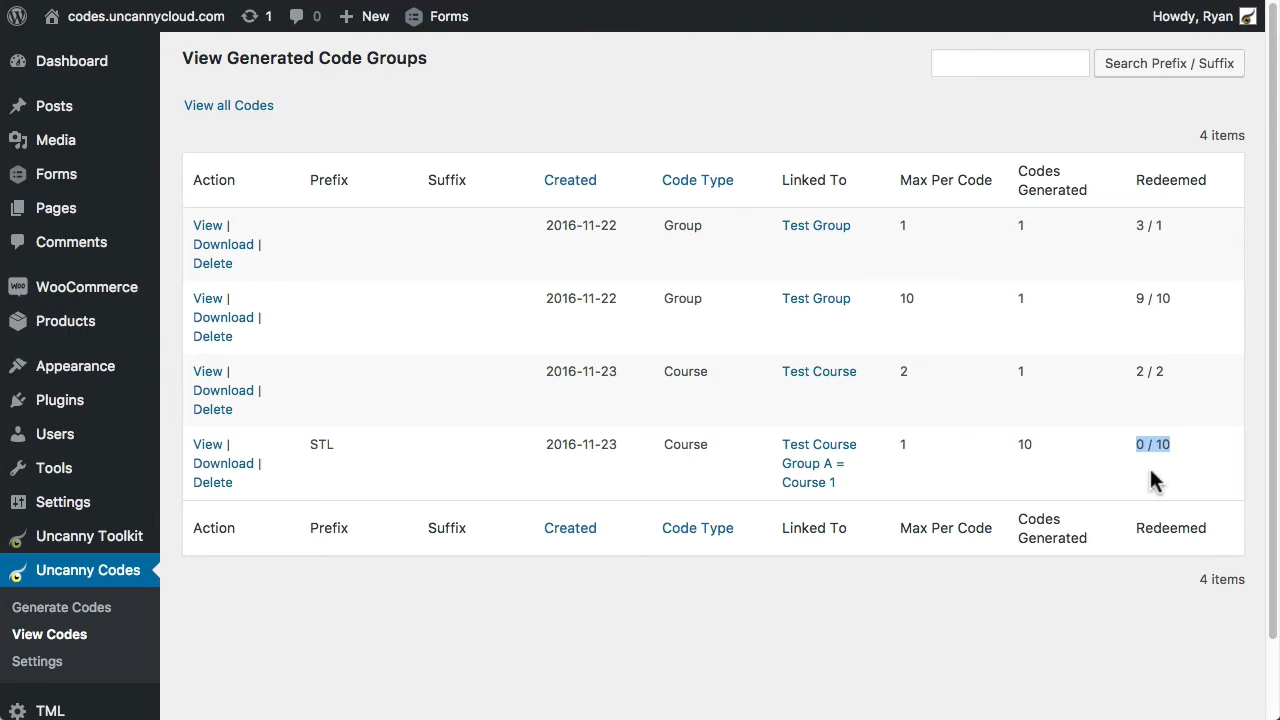 codes.uncannycloud.com 1 0 New Forms Howdy, Ryan
Dashboard
Posts
Media
Forms
Pages
Comments
WOO WooCommerce
Products
Appearance
Plugins
Users
Tools
Settings
Uncanny Toolkit
Uncanny Codes
Generate Codes
View Codes
Settings
TML
View Generated Code Groups
Search Prefix / Suffix
View all Codes
4 items
Action Prefix Suffix Created Code Type Linked To Max Per Code Codes Generated Redeemed
View | 2016-11-22 Group Test Group 1 1 3 / 1
Download |
Delete
View | 2016-11-22 Group Test Group 10 1 9 / 10
Download |
Delete
View | 2016-11-23 Course Test Course 2 1 2 / 2
Download |
Delete
View | STL 2016-11-23 Course Test Course 1 10 0 / 10
Download | Group A =
Delete Course 1
Action Prefix Suffix Created Code Type Linked To Max Per Code Codes Generated Redeemed
4 items